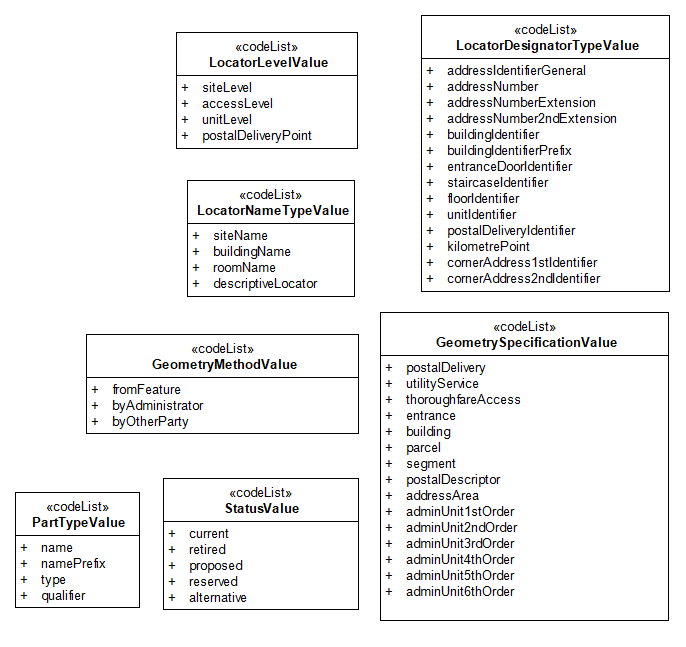 «codeList»
LocatorLevelValue
+ siteLevel
+ accessLevel
+ unitLevel
+ postalDeliveryPoint
«codeList»
LocatorDesignatorTypeValue
+ addressIdentifierGeneral
+ addressNumber
+ addressNumberExtension
+ addressNumber2ndExtension
+ buildingIdentifier
+ buildingIdentifierPrefix
+ entranceDoorIdentifier
+ staircaseIdentifier
+ floorIdentifier
+ unitIdentifier
+ postalDeliveryIdentifier
+ kilometrePoint
+ cornerAddress1stIdentifier
+ cornerAddress2ndIdentifier
«codeList»
LocatorNameTypeValue
+ siteName
+ buildingName
+ roomName
+ descriptiveLocator
«codeList»
GeometryMethodValue
+ fromFeature
+ byAdministrator
+ byOtherParty
«codeList»
GeometrySpecificationValue
+ postalDelivery
+ utilityService
+ thoroughfareAccess
+ entrance
+ building
+ parcel
+ segment
+ postalDescriptor
+ addressArea
+ adminUnit1stOrder
+ adminUnit2ndOrder
+ adminUnit3rdOrder
+ adminUnit4thOrder
+ adminUnit5thOrder
+ adminUnit6thOrder
«codeList»
PartTypeValue
+ name
+ namePrefix
+ type
+ qualifier
«codeList»
StatusValue
+ current
+ retired
+ proposed
+ reserved
+ alternative